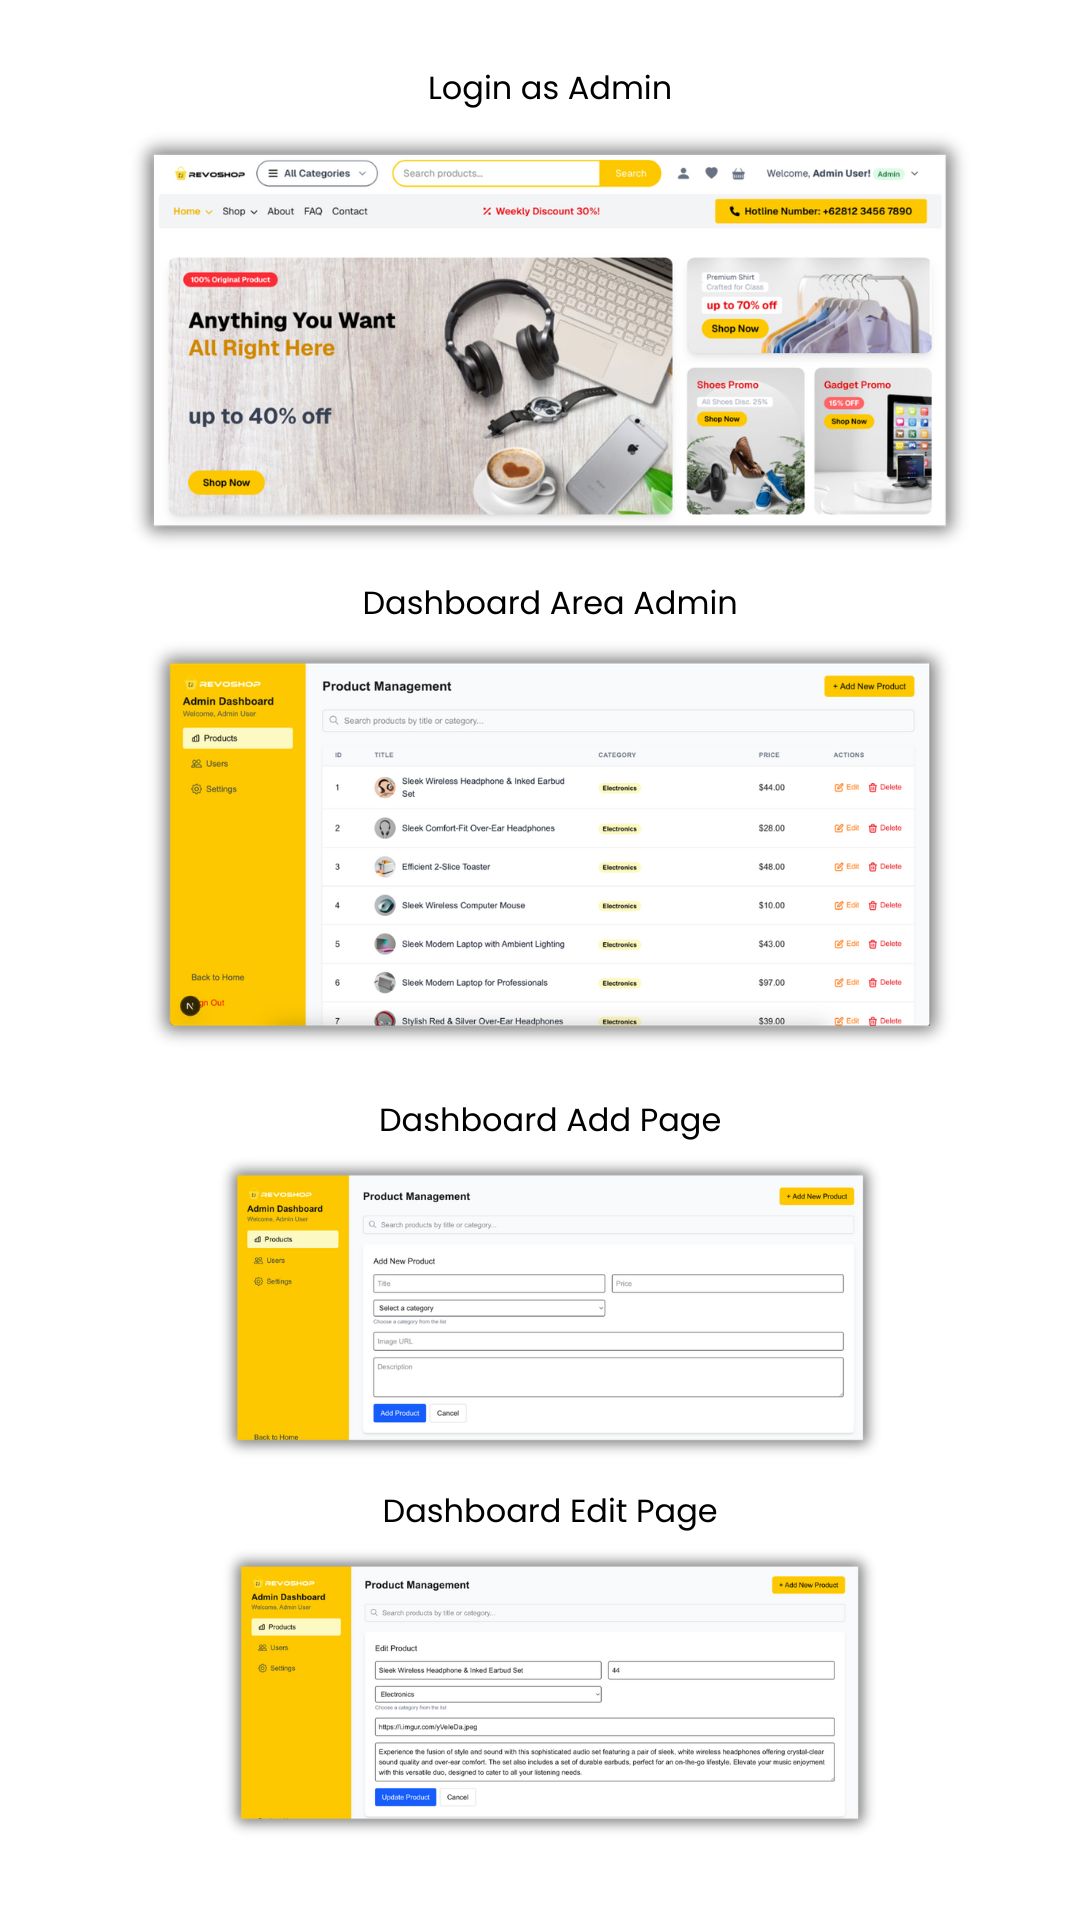 Login as Admin
REVOSHOP
All Categories
Search products...
Search
Welcome, Admin User! Admin
Home Shop About FAQ Contact
Weekly Discount 30%!
Hotline Number: +62812 3456 7890
100% Original Product
Anything You Want
All Right Here
up to 40% off
Shop Now
Premium Shirt
Crafted for Class
up to 70% off
Shop Now
Shoes Promo
All Shoes Disc. 25%
Shop Now
Gadget Promo
15% OFF
Shop Now
Dashboard Area Admin
REVOSHOP
Admin Dashboard
Welcome, Admin User
Products
Users
Settings
Back to Home
N
gn Out
Product Management
+ Add New Product
Search products by title or category...
ID TITLE CATEGORY PRICE ACTIONS
1 Sleek Wireless Headphone & Inked Earbud
Set Electronics $44.00 Edit Delete
2 Sleek Comfort-Fit Over-Ear Headphones Electronics $28.00 Edit Delete
3 Efficient 2-Slice Toaster Electronics $48.00 Edit Delete
4 Sleek Wireless Computer Mouse Electronics $10.00 Edit Delete
5 Sleek Modern Laptop with Ambient Lighting Electronics $43.00 Edit Delete
6 Sleek Modern Laptop for Professionals Electronics $97.00 Edit Delete
7 Stylish Red & Silver Over-Ear Headphones Electronics $39.00 Edit Delete
Dashboard Add Page
REVOSHOP
Admin Dashboard
Welcome, Admin User
Products
Users
Settings
Back to Home
Product Management
+ Add New Product
Search products by title or category...
Add New Product
Title
Price
Select a category
Choose a category from the list
Image URL
Description
Add Product
Cancel
Dashboard Edit Page
REVOSHOP
Admin Dashboard
Welcome, Admin User
Products
Users
Settings
Product Management
+ Add New Product
Search products by title or category...
Edit Product
Sleek Wireless Headphone & Inked Earbud Set
44
Electronics
Choose a category from the list
https://i.imgur.com/yVeIeDa.jpeg
Experience the fusion of style and sound with this sophisticated audio set featuring a pair of sleek, white wireless headphones offering crystal-clear
sound quality and over-ear comfort. The set also includes a set of durable earbuds, perfect for an on-the-go lifestyle. Elevate your music enjoyment
with this versatile duo, designed to cater to all your listening needs.
Update Product
Cancel